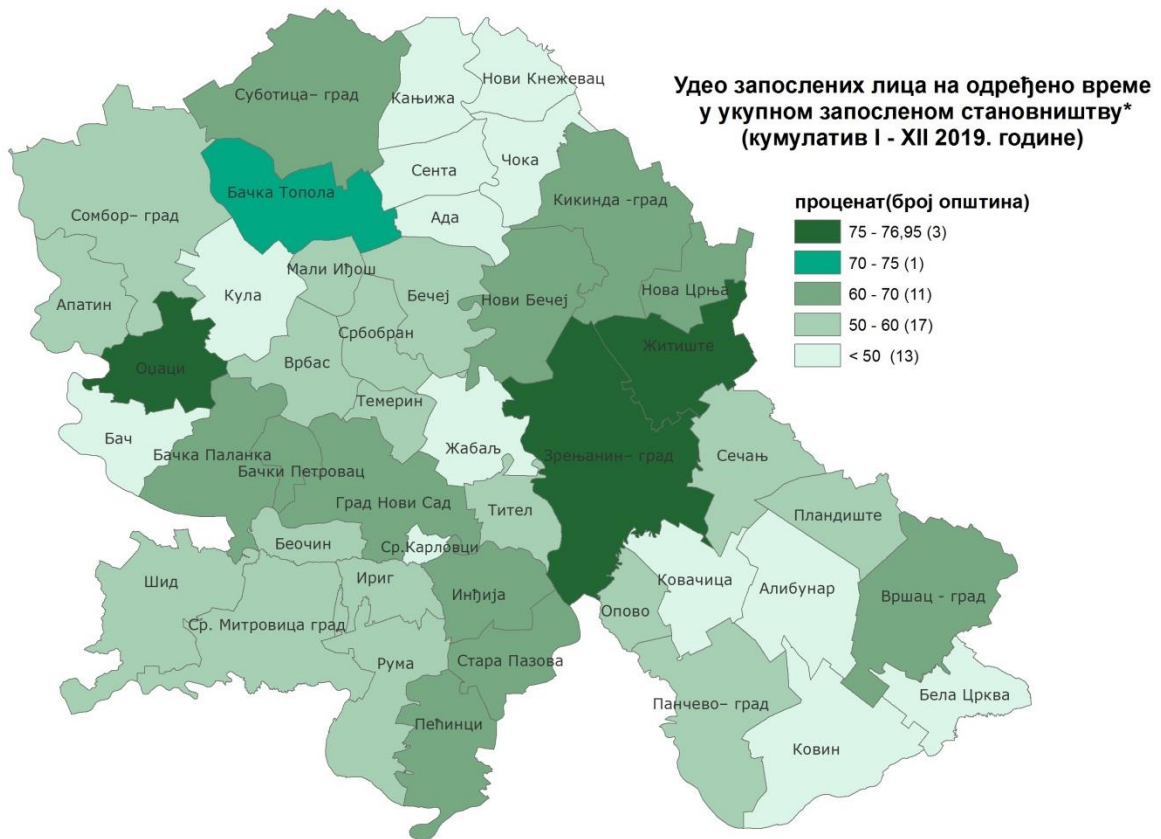 Удео запослених лица на одређено време
у укупном запосленом становништву*
(кумулатив I - XII 2019. године)
проценат(број општина)
75 - 76,95 (3)
70 - 75 (1)
60 - 70 (11)
50 - 60 (17)
< 50 (13)
Суботица– град
Кањижа
Нови Кнежевац
Сента
Чока
Бачка Топола
Сомбор– град
Ада
Кикинда -град
Мали Иђош
Бечеј
Кула
Апатин
Нови Бечеј
Нова Црња
Србобран
Житиште
Врбас
Оџаци
Темерин
Бач
Жабаљ
Бачка Паланка
Зрењанин– град
Сечањ
Бачки Петровац
Град Нови Сад
Тител
Пландиште
Беочин
Ср.Карловци
Шид
Ириг
Инђија
Ковачица
Алибунар
Вршац - град
Опово
Ср. Митровица град
Рума
Стара Пазова
Панчево– град
Бела Црква
Пећинци
Ковин